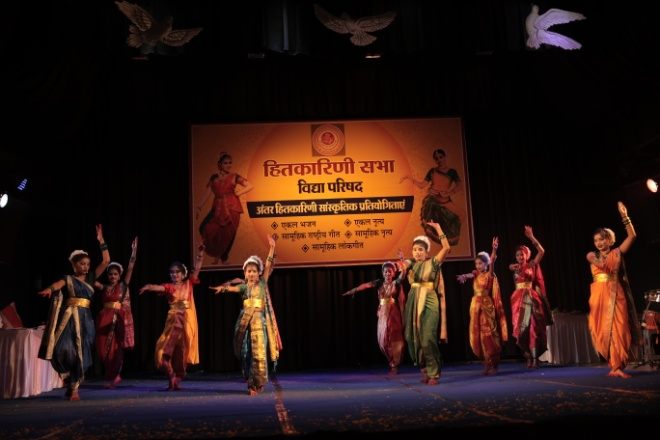 हितकारिणी सभा
विद्या परिषद
अंतर हितकारिणी सांस्कृतिक प्रतियोगिताएँ
एकल भजन
एकल नृत्य
सामूहिक राष्ट्रीय गीत
सामूहिक नृत्य
सामूहिक लोकगीत